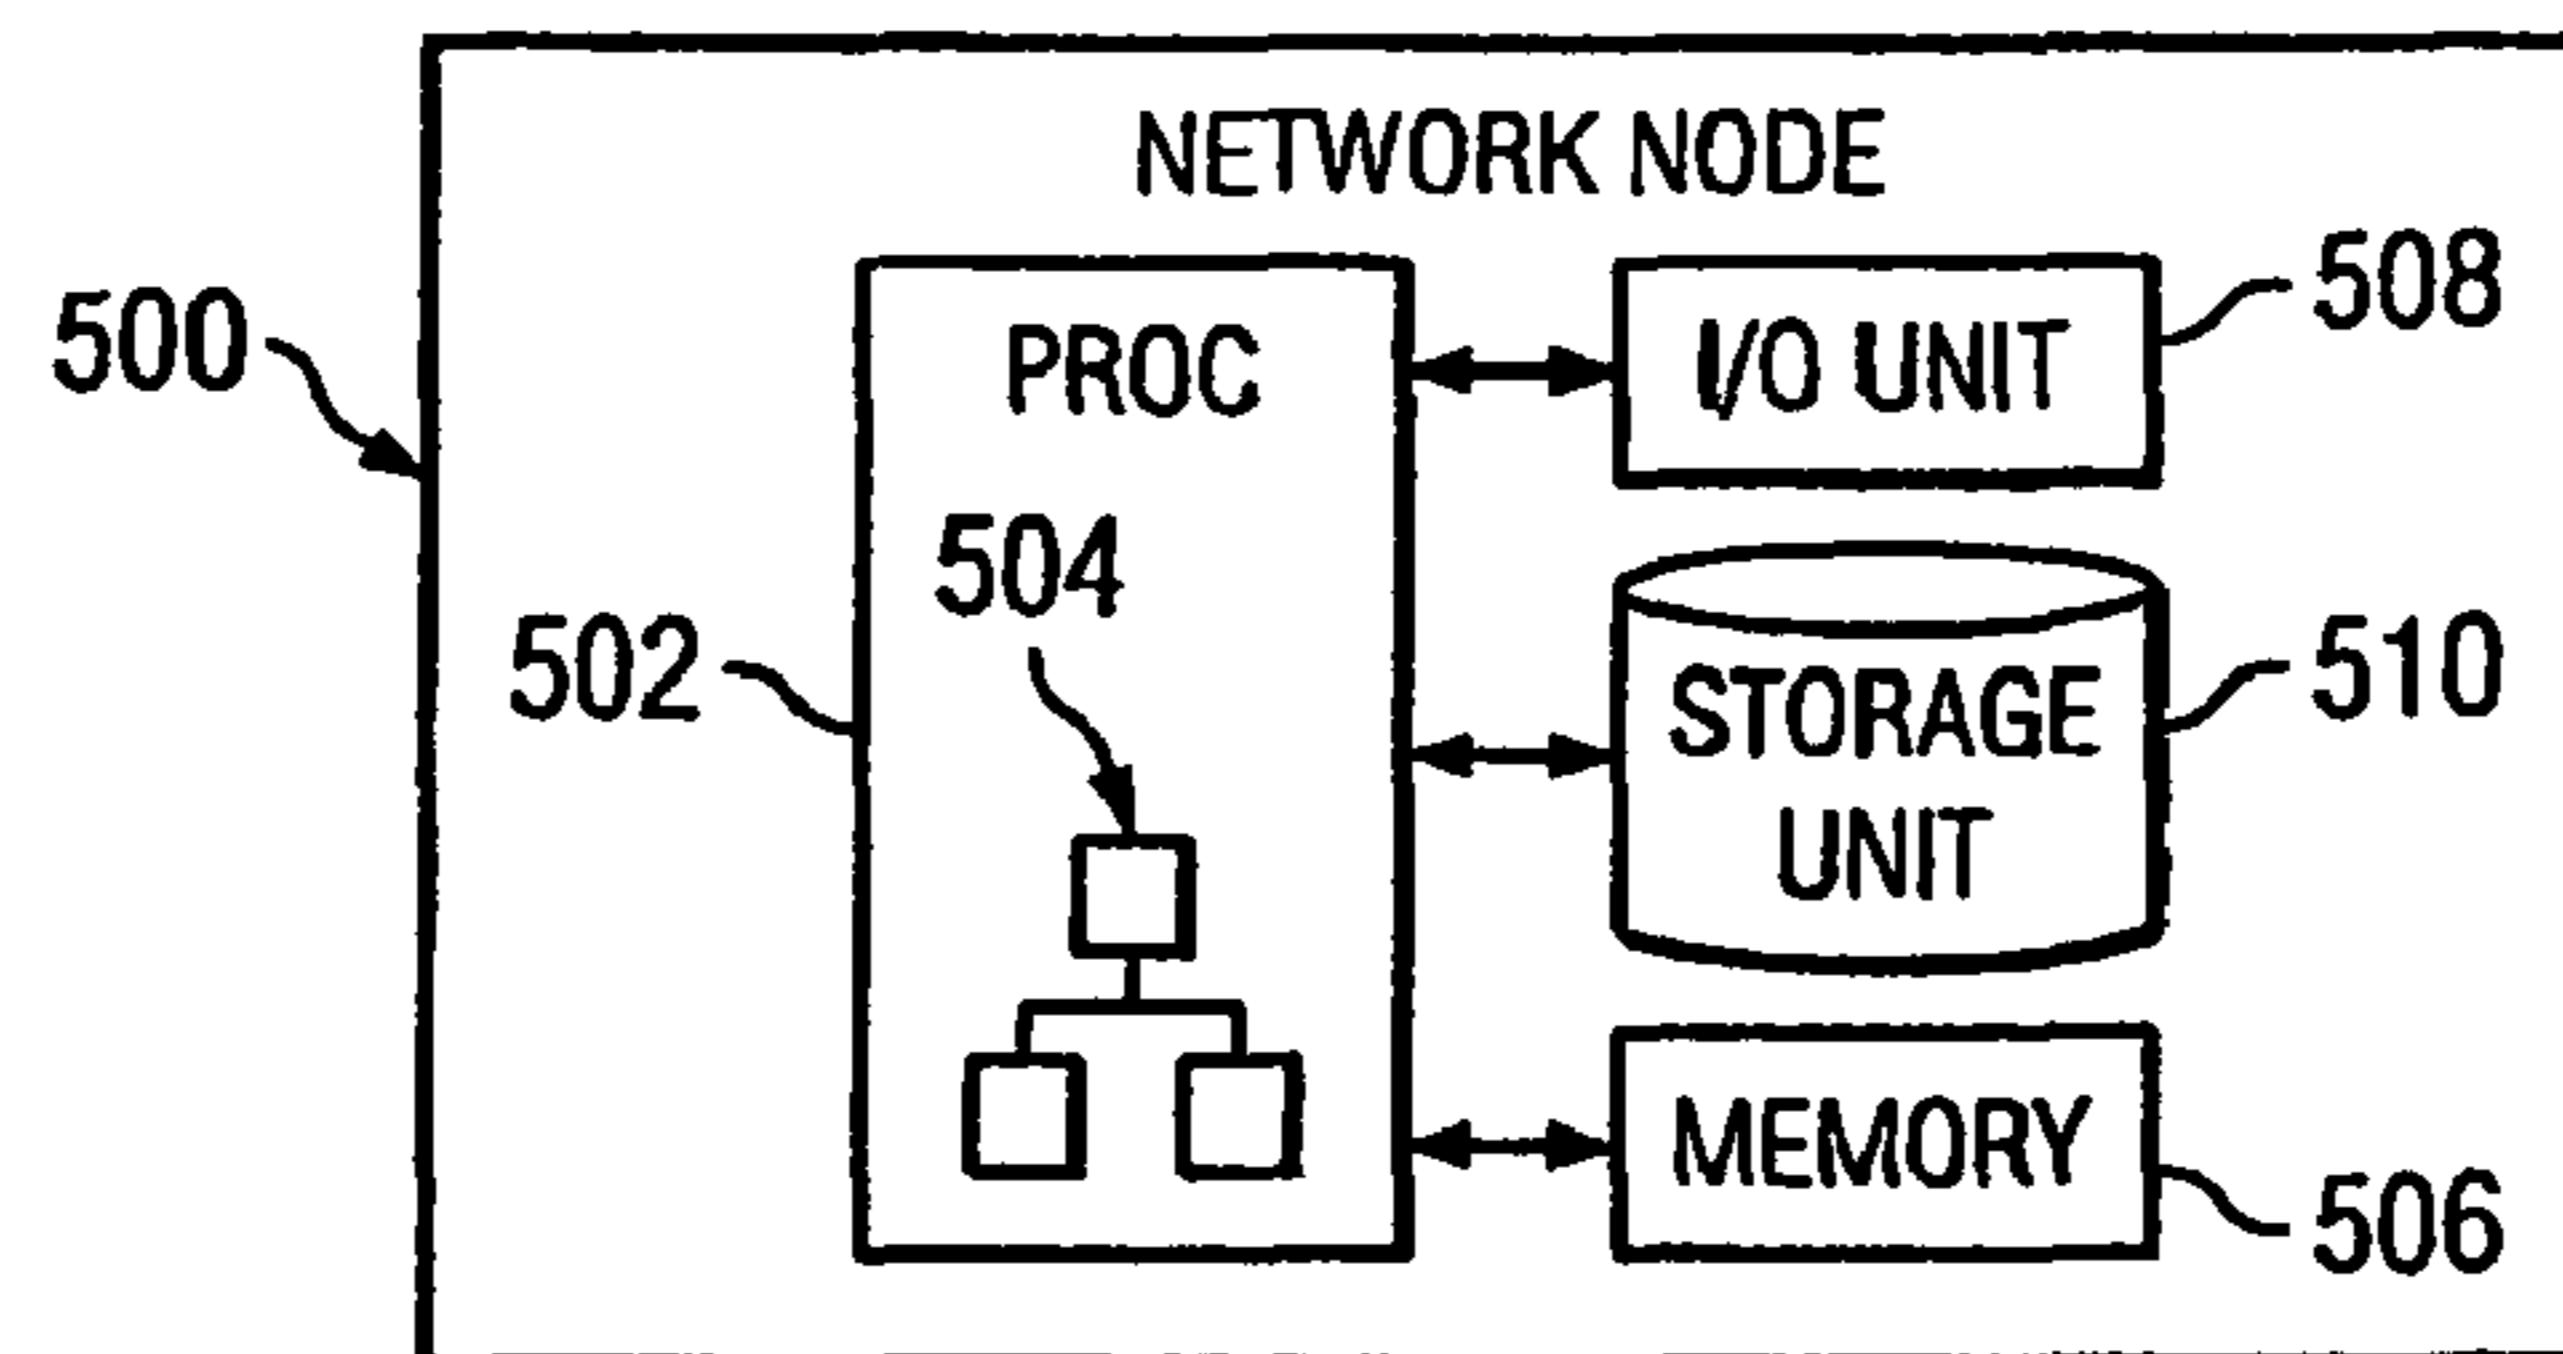 NETWORK NODE
500
PROC
I/O UNIT
508
504
502
STORAGE
UNIT
510
MEMORY
506